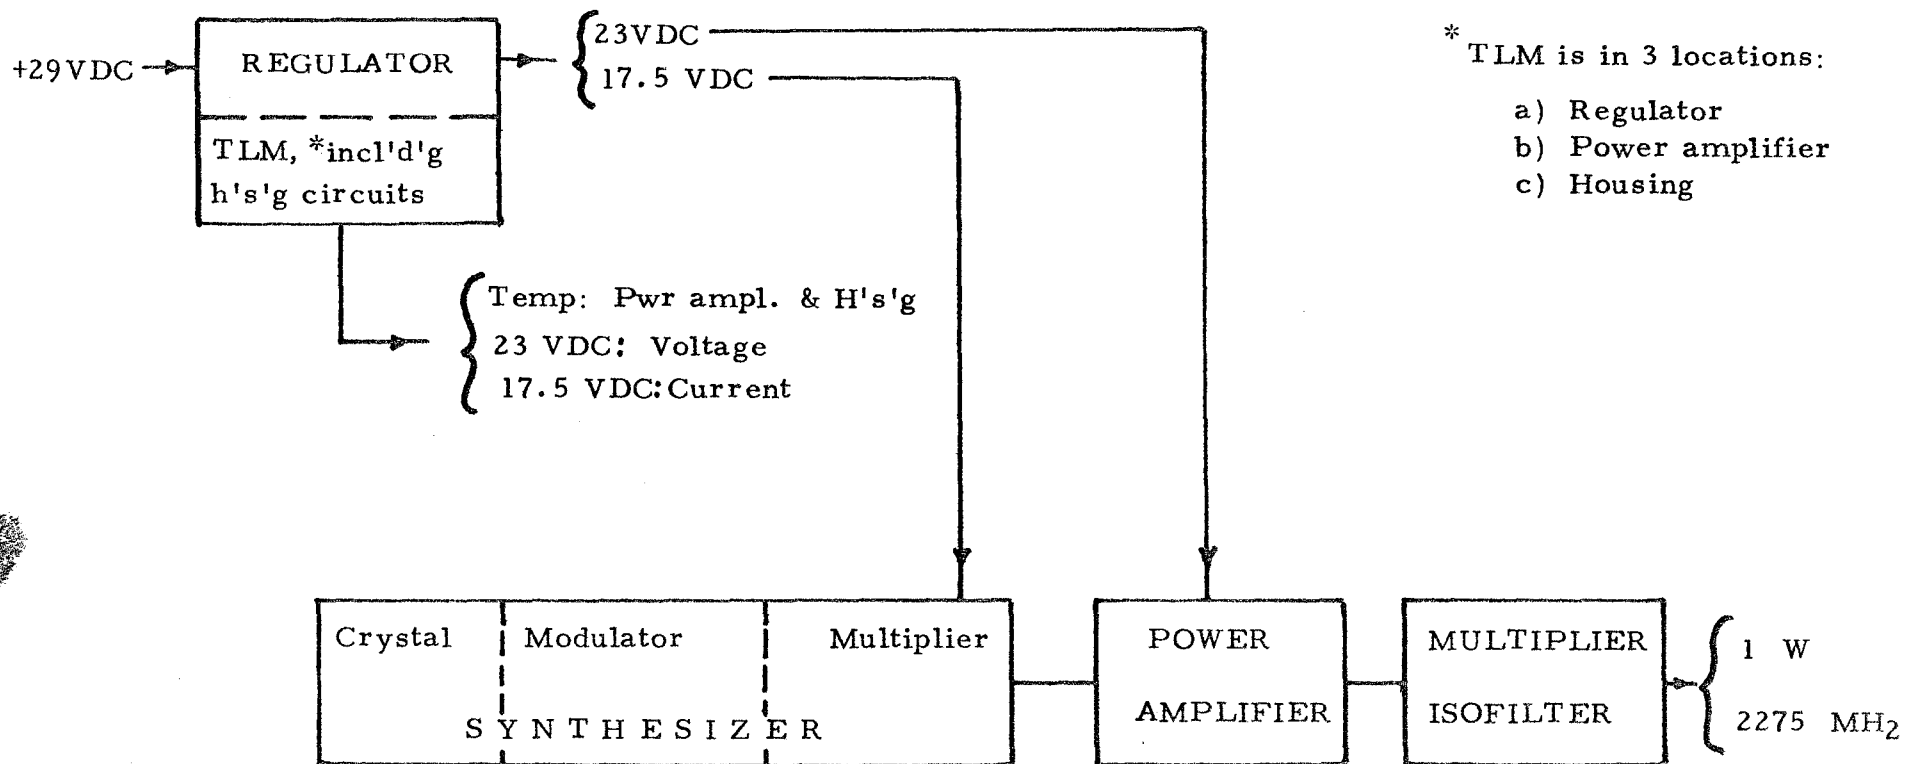 +29VDC
REGULATOR
TLM, *incl'd'g
h's'g circuits
23VDC
17.5 VDC
* TLM is in 3 locations:
a) Regulator
b) Power amplifier
c) Housing
Temp: Pwr ampl. & H's'g
23 VDC: Voltage
17.5 VDC: Current
Crystal
Modulator
Multiplier
SYNTHESIZER
POWER
AMPLIFIER
MULTIPLIER
ISOFILTER
1 W
2275 MH2